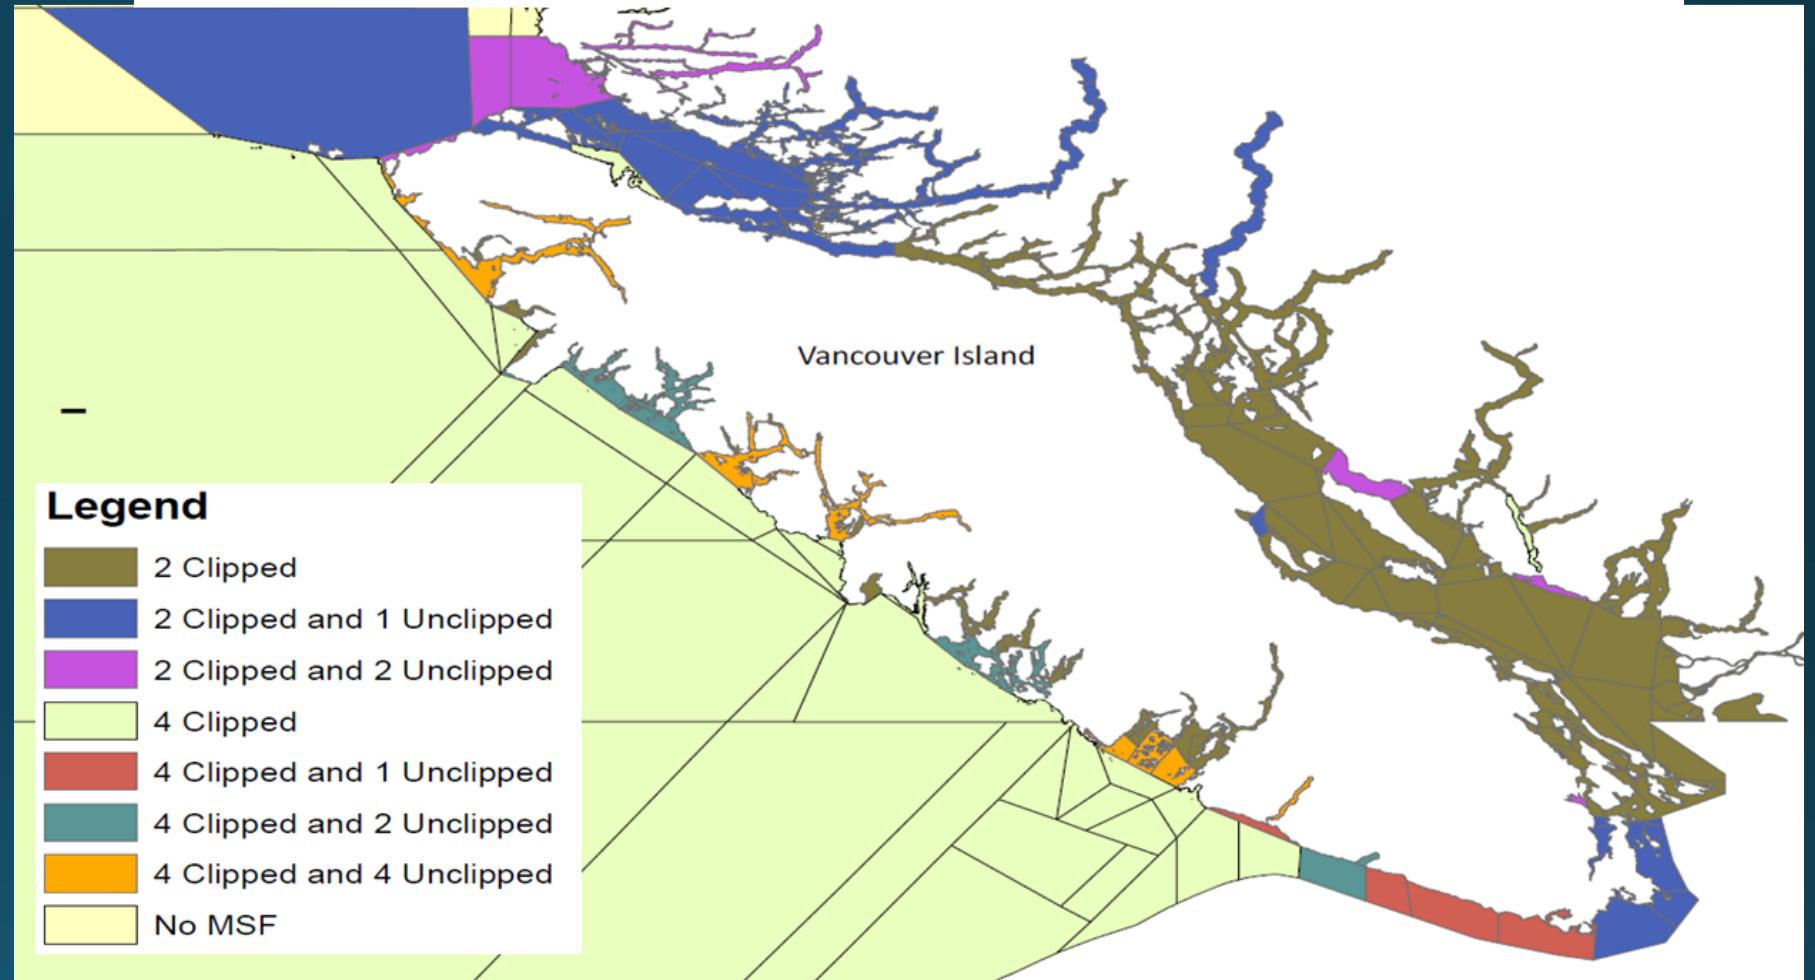 Vancouver Island
Legend
2 Clipped
2 Clipped and 1 Unclipped
2 Clipped and 2 Unclipped
4 Clipped
4 Clipped and 1 Unclipped
4 Clipped and 2 Unclipped
4 Clipped and 4 Unclipped
No MSF